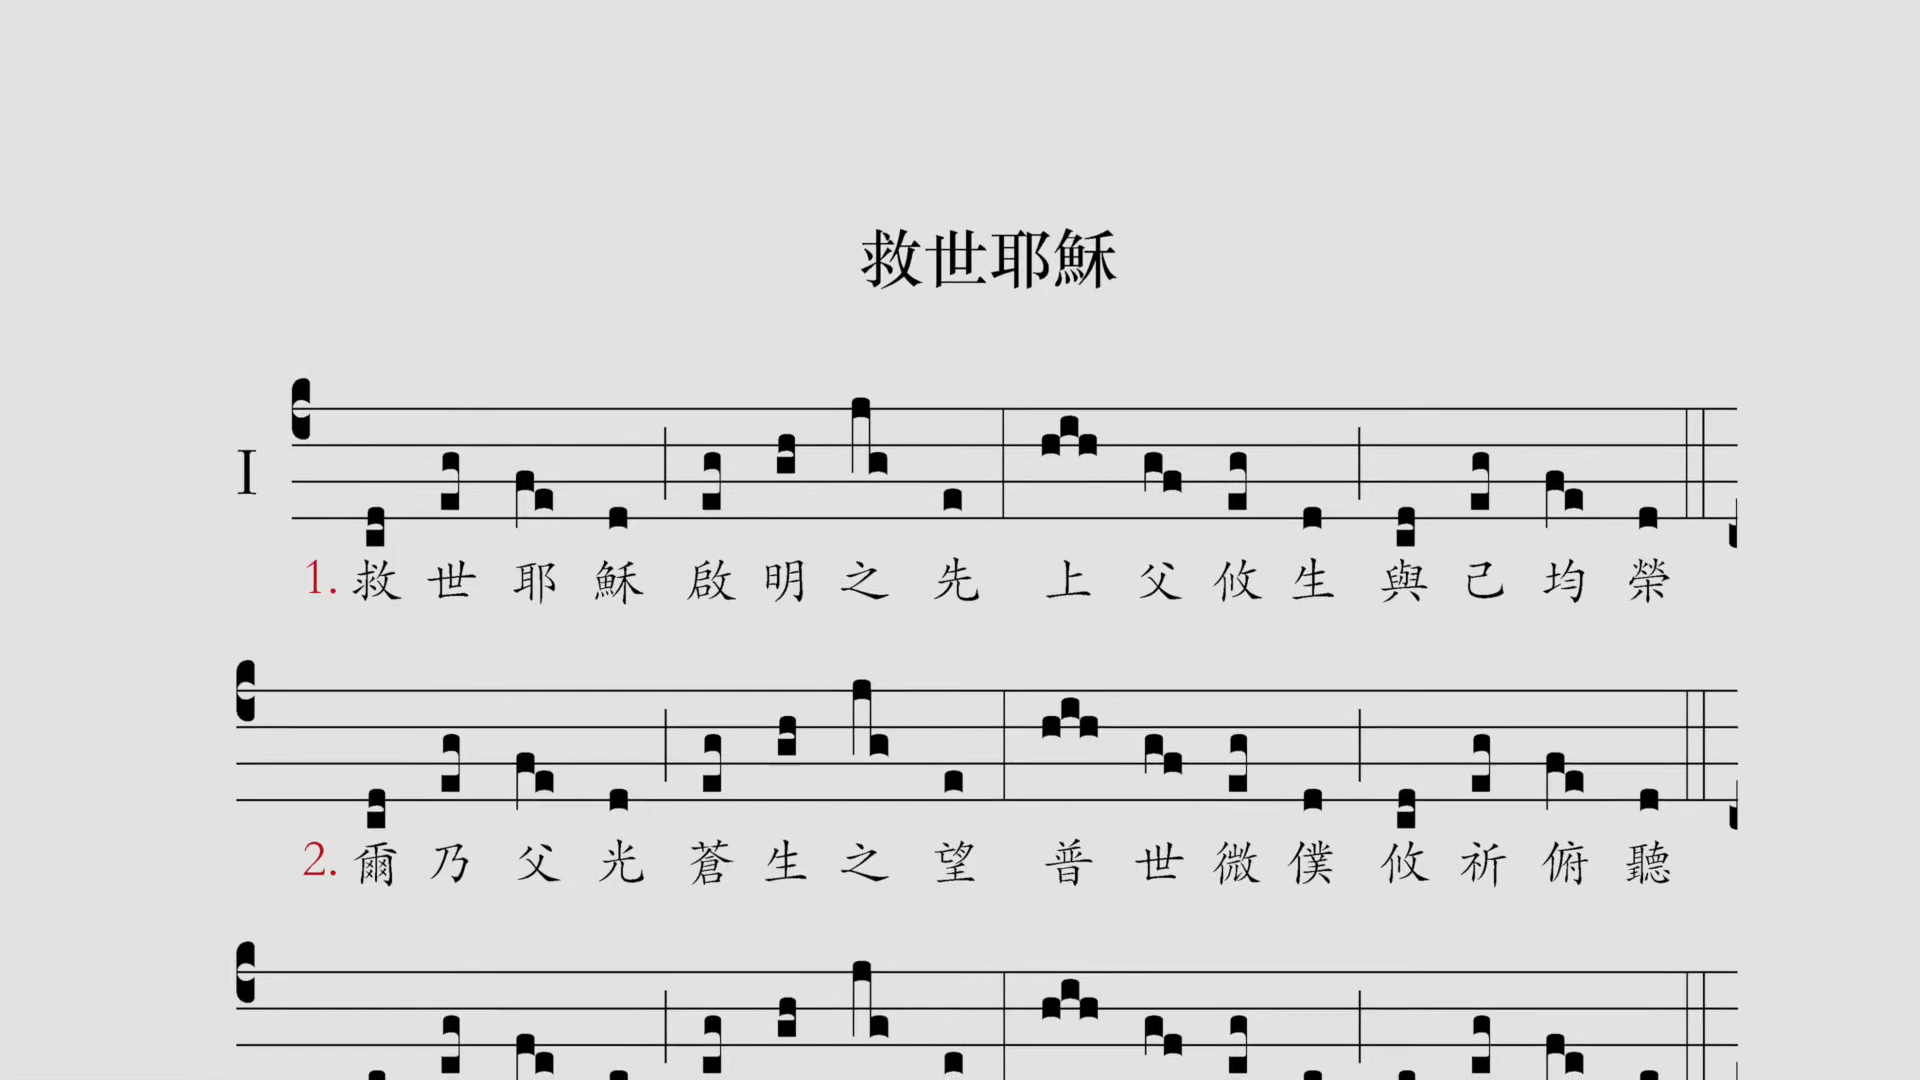 救世耶穌
I
1. 救世耶穌 啟明之先 上父攸生 與己均榮
2. 爾乃父光 蒼生之望 普世微僕 攸祈俯聽